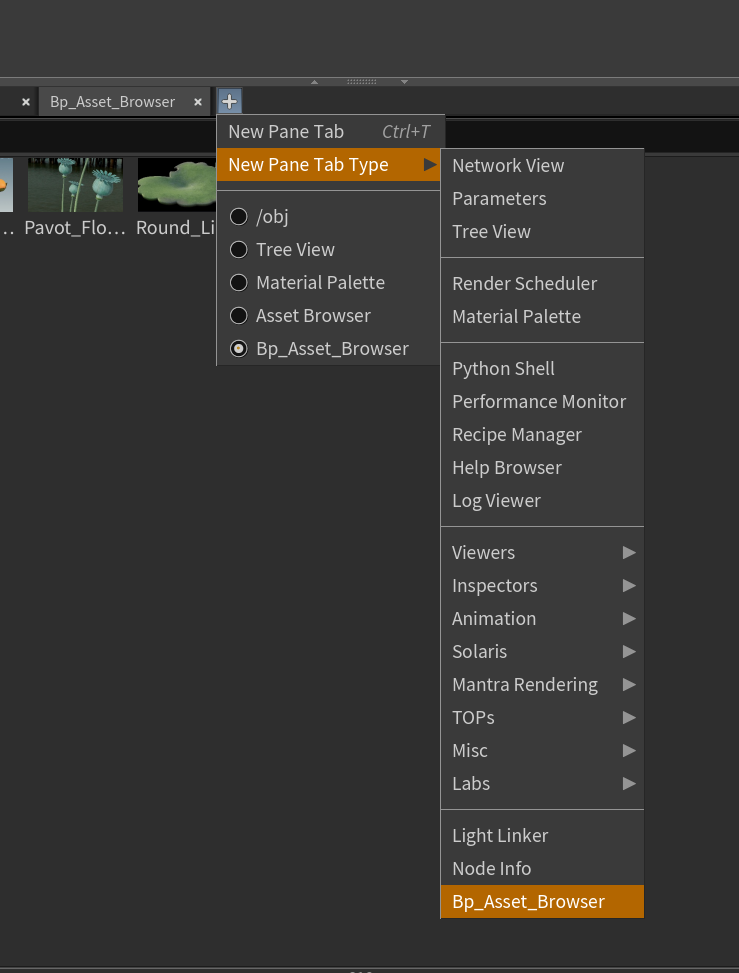 Bp_Asset_Browser
New Pane Tab Ctrl+T
New Pane Tab Type
/obj
Tree View
Material Palette
Asset Browser
Bp_Asset_Browser
Pavot_Flo...
Round_Li
Network View
Parameters
Tree View
Render Scheduler
Material Palette
Python Shell
Performance Monitor
Recipe Manager
Help Browser
Log Viewer
Viewers
Inspectors
Animation
Solaris
Mantra Rendering
TOPs
Misc
Labs
Light Linker
Node Info
Bp_Asset_Browser